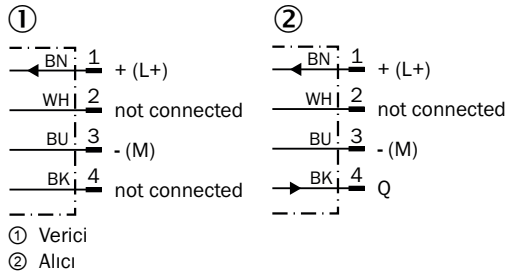 ① ②
BN 1 + (L+)
WH 2 not connected
BU 3 - (M)
BK 4 not connected
BN 1 + (L+)
WH 2 not connected
BU 3 - (M)
BK 4 Q
① Verici
② Alıcı